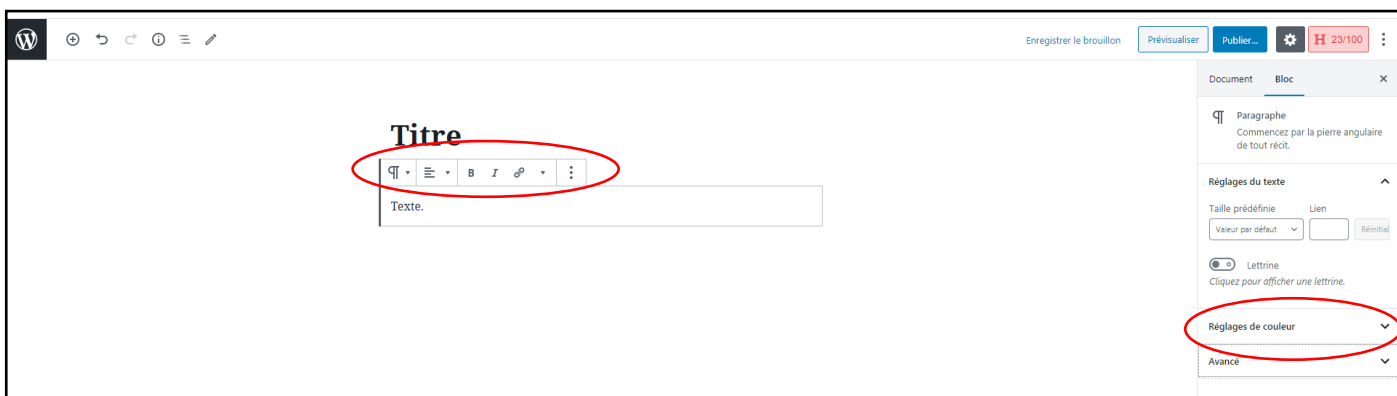 Enregistrer le brouillon Prévisualiser Publier... H 23/100
Document Bloc
Paragraphe
Commencez par la pierre angulaire
de tout récit.
Titre
B I
Texte.
Réglages du texte
Taille prédéfinie Lien
Valeur par défaut Réinitial
Lettrine
Cliquez pour afficher une lettrine.
Réglages de couleur
Avancé